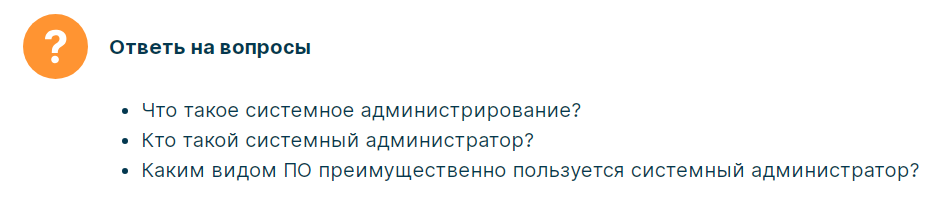 ?
Ответь на вопросы
• Что такое системное администрирование?
• Кто такой системный администратор?
• Каким видом ПО преимущественно пользуется системный администратор?